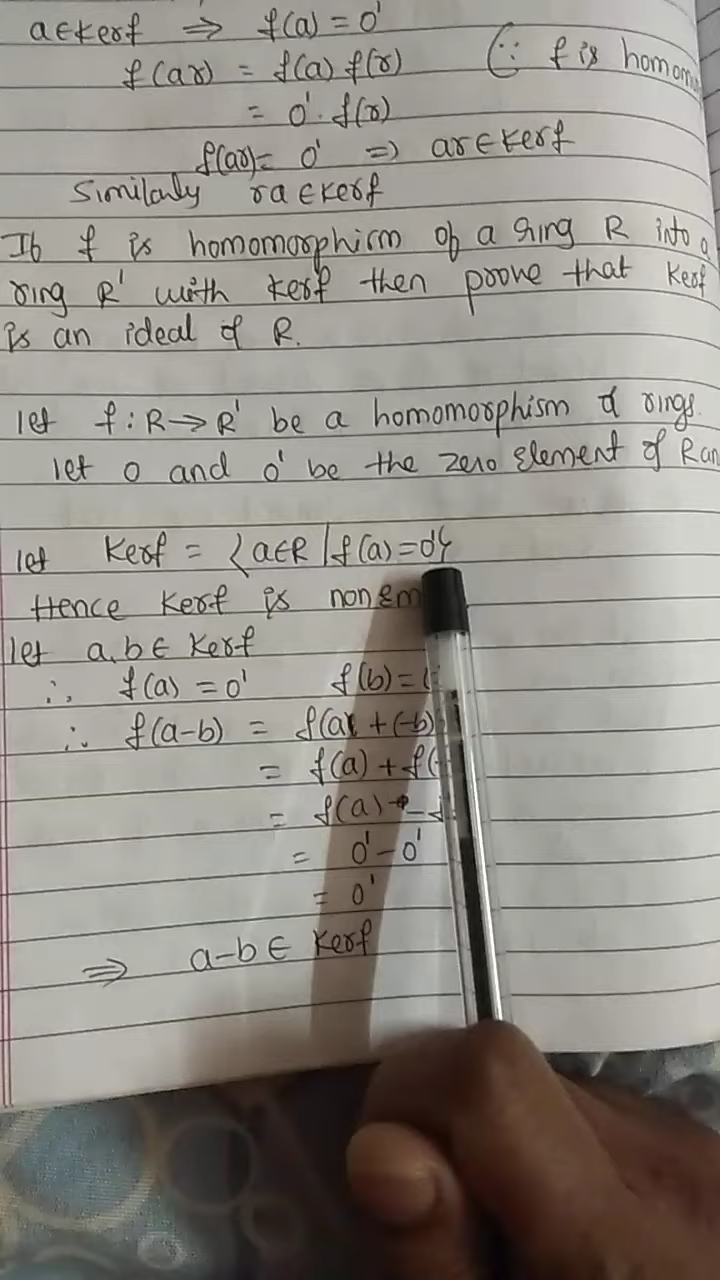 a∈kerf ⇒ f(a) = 0'
f(ar) = f(a) f(r) (∵ f is homom
= 0' · f(r)
f(ar) = 0' ⇒ ar∈kerf
Similarly ra∈kerf
If f is homomorphism of a ring R into a
ring R' with kerf then prove that kerf
is an ideal of R.
let f : R→R' be a homomorphism of rings.
let 0 and 0' be the zero element of R an
let Kerf = {a∈R | f(a) = 0'}
Hence Kerf is non em
let a, b ∈ Kerf
∴ f(a) = 0' f(b) =
∴ f(a-b) = f(a + (-b)
= f(a) + f(
= f(a) -
= 0' - 0'
= 0'
⇒ a-b ∈ Kerf